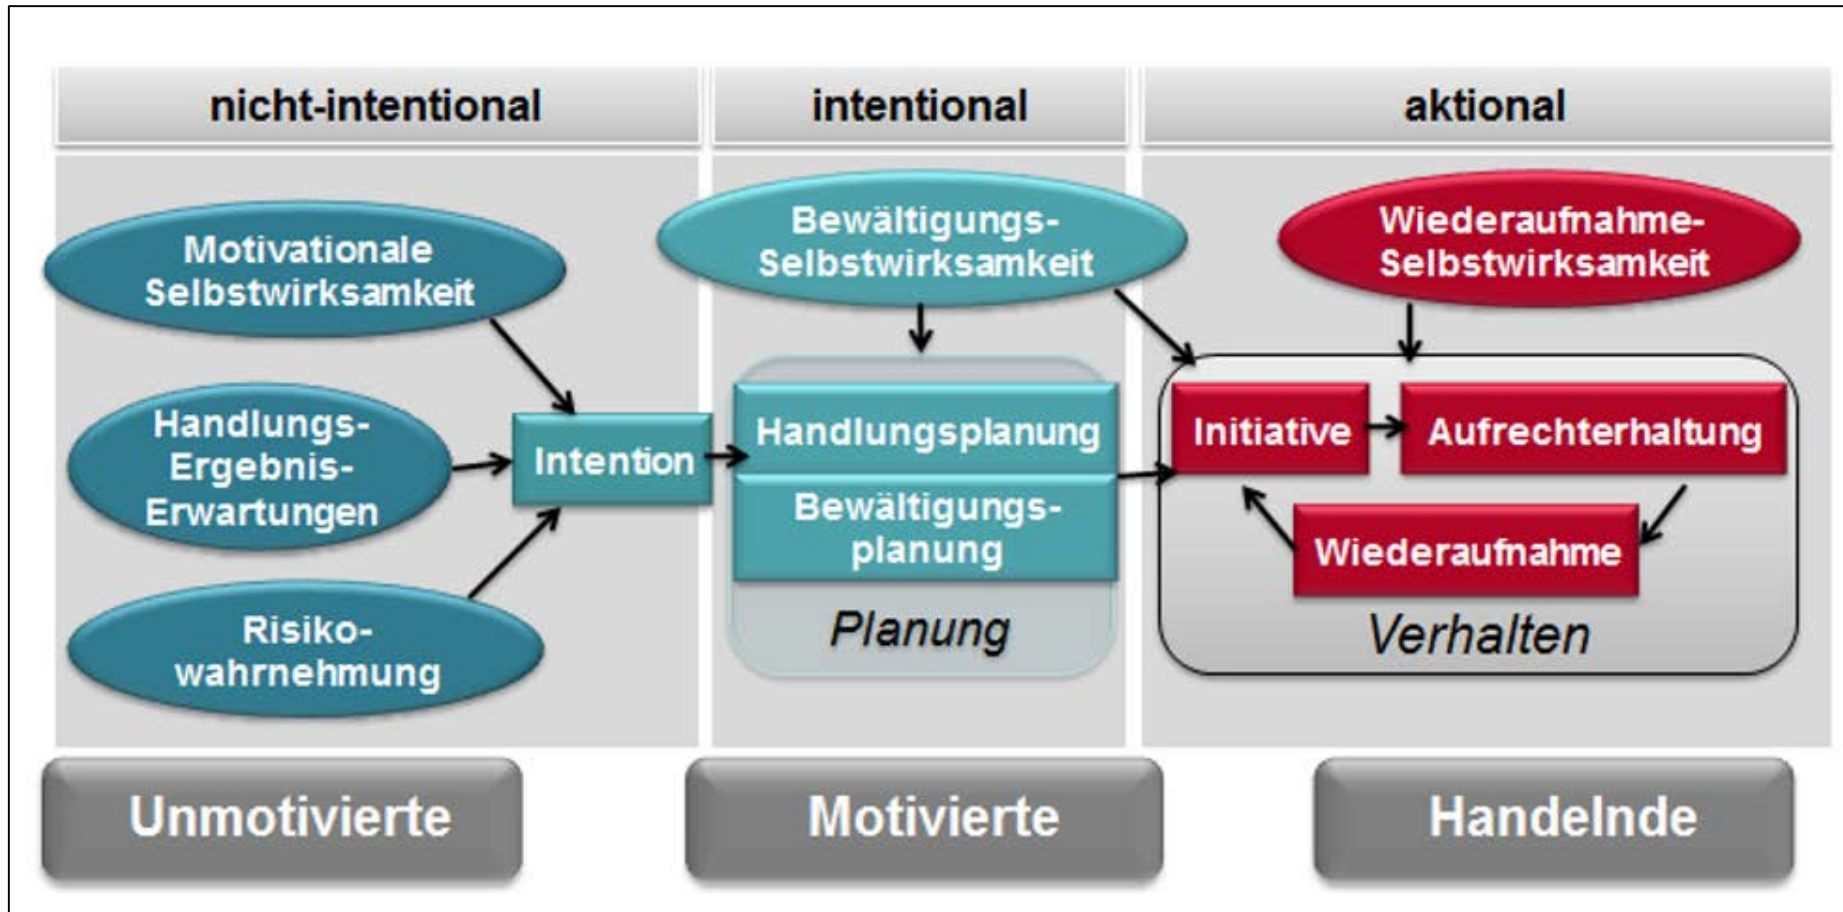 nicht-intentional
intentional
aktional
Motivationale
Selbstwirksamkeit
Handlungs-
Ergebnis-
Erwartungen
Risiko-
wahrnehmung
Intention
Bewältigungs-
Selbstwirksamkeit
Handlungsplanung
Bewältigungs-
planung
Planung
Wiederaufnahme-
Selbstwirksamkeit
Initiative
Aufrechterhaltung
Wiederaufnahme
Verhalten
Unmotivierte
Motivierte
Handelnde